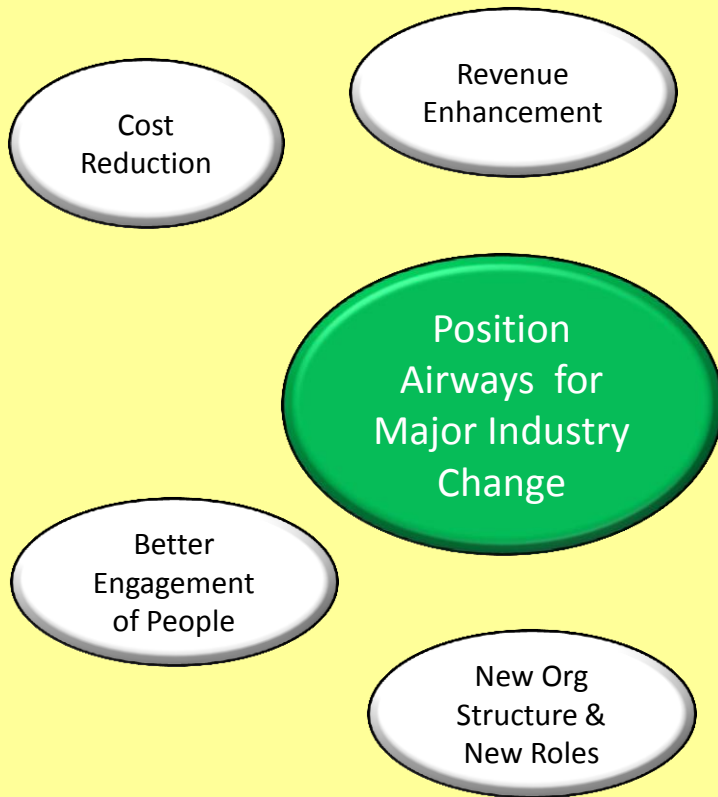 Cost
Reduction
Revenue
Enhancement
Position
Airways  for
Major Industry
Change
Better
Engagement
of People
New Org
Structure &
New Roles